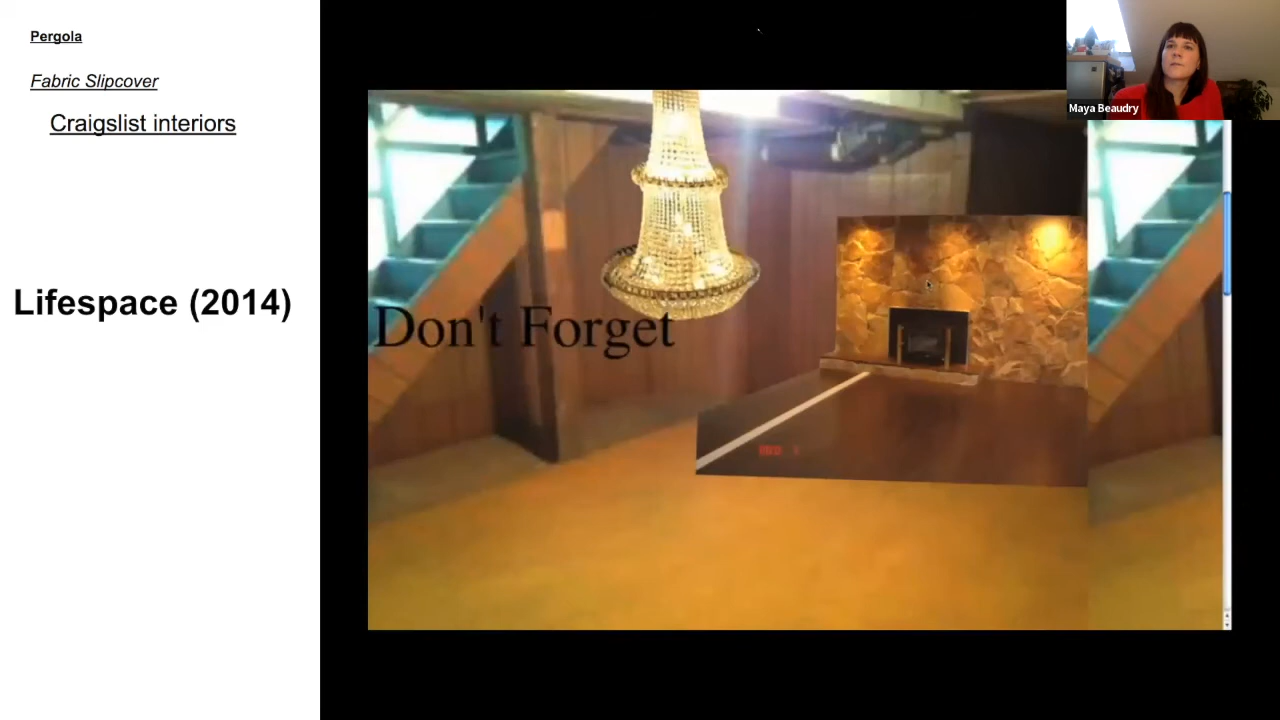 Pergola
Fabric Slipcover
Craigslist interiors
Lifespace (2014)
Don't Forget
Maya Beaudry